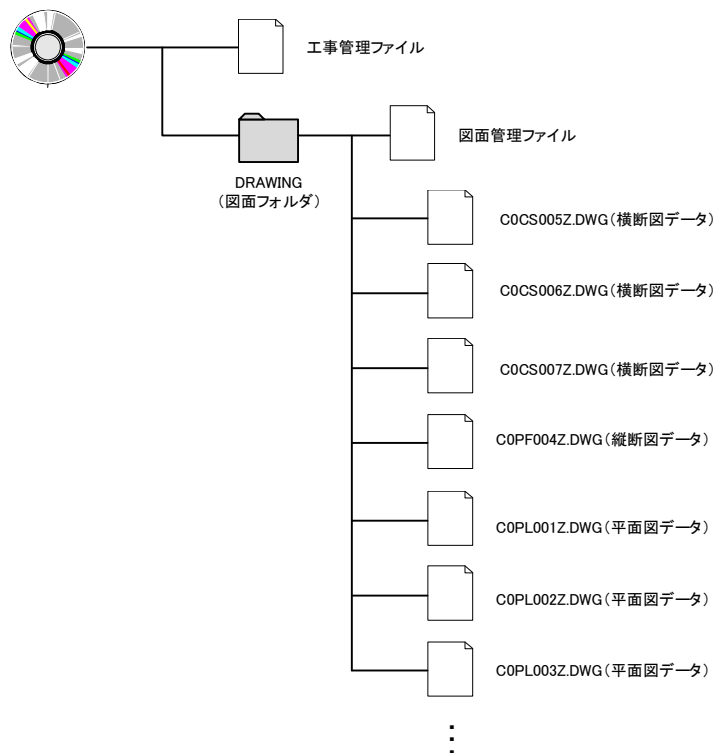 工事管理ファイル
図面管理ファイル
DRAWING
(図面フォルダ)
C0CS005Z.DWG(横断図データ)
C0CS006Z.DWG(横断図データ)
C0CS007Z.DWG(横断図データ)
C0PF004Z.DWG(縦断図データ)
C0PL001Z.DWG(平面図データ)
C0PL002Z.DWG(平面図データ)
C0PL003Z.DWG(平面図データ)